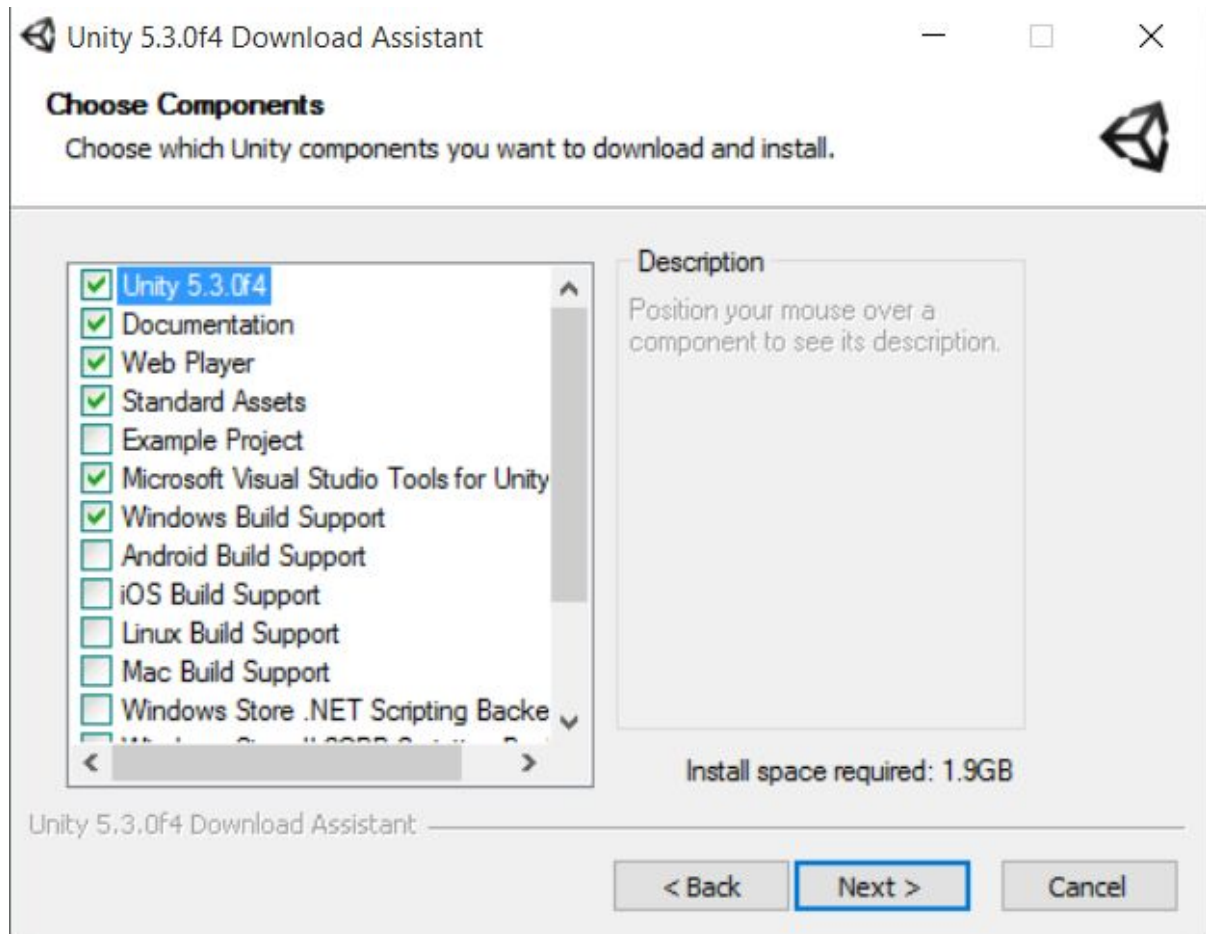 Unity 5.3.0f4 Download Assistant
Choose Components
Choose which Unity components you want to download and install.
Unity 5.3.0f4
Documentation
Web Player
Standard Assets
Example Project
Microsoft Visual Studio Tools for Unity
Windows Build Support
Android Build Support
iOS Build Support
Linux Build Support
Mac Build Support
Windows Store .NET Scripting Backe
Description
Position your mouse over a
component to see its description.
Install space required: 1.9GB
Unity 5.3.0f4 Download Assistant
< Back
Next >
Cancel